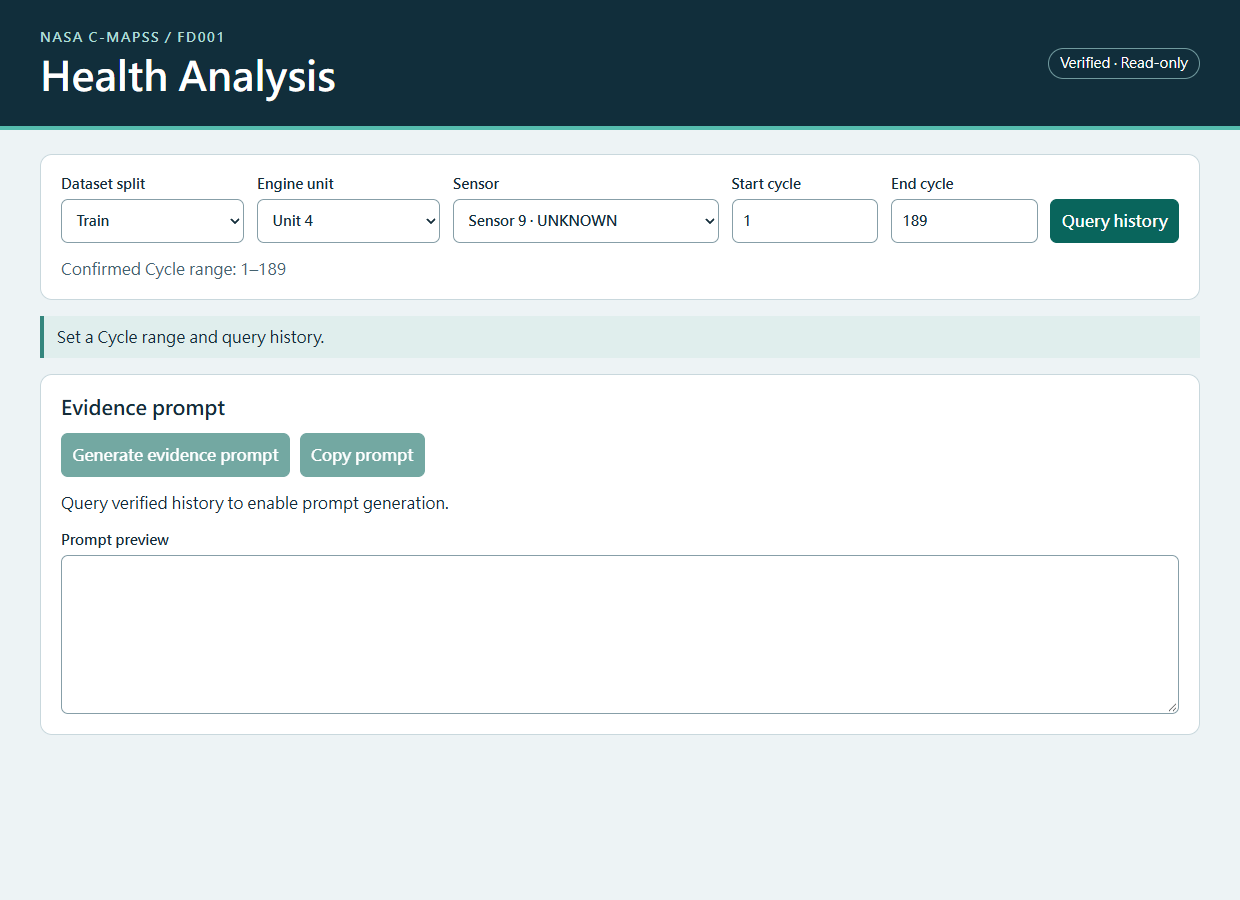 NASA C-MAPSS / FD001
Health Analysis
Verified · Read-only
Dataset split
Engine unit
Sensor
Start cycle
End cycle
Train
Unit 4
Sensor 9 · UNKNOWN
1
189
Query history
Confirmed Cycle range: 1–189
Set a Cycle range and query history.
Evidence prompt
Generate evidence prompt
Copy prompt
Query verified history to enable prompt generation.
Prompt preview